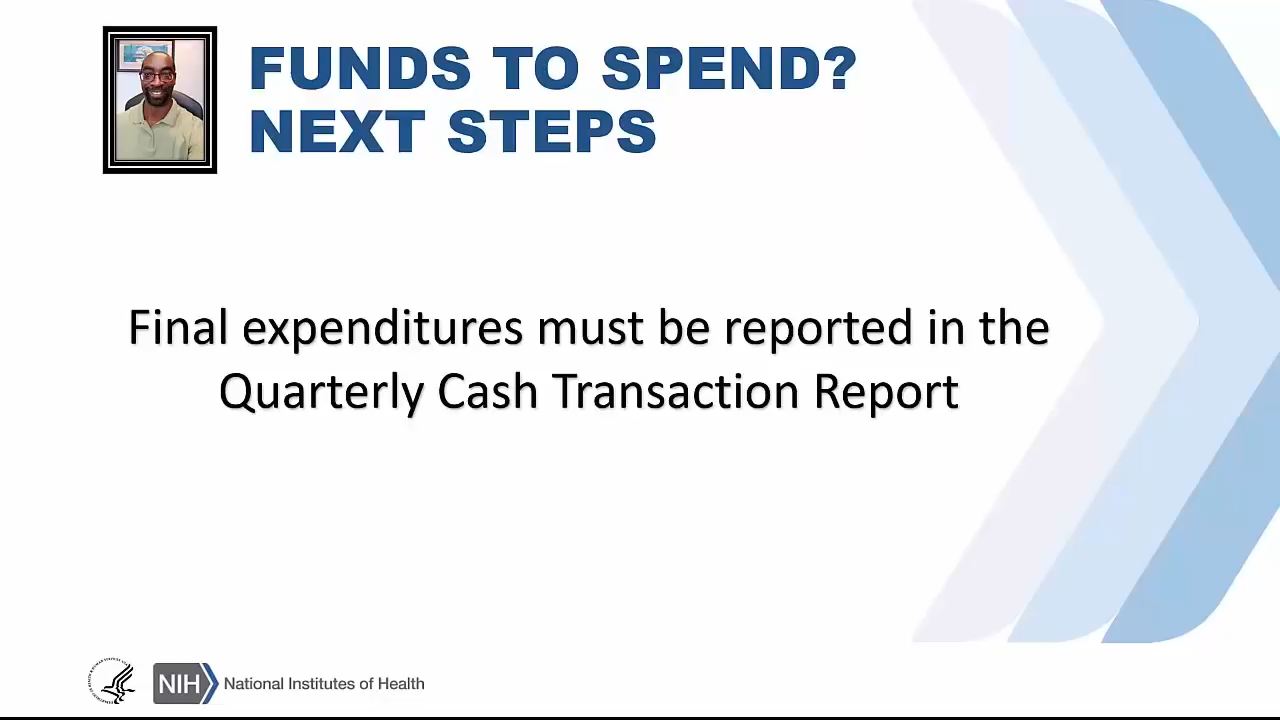 FUNDS TO SPEND?
NEXT STEPS
Final expenditures must be reported in the
Quarterly Cash Transaction Report
NIH National Institutes of Health